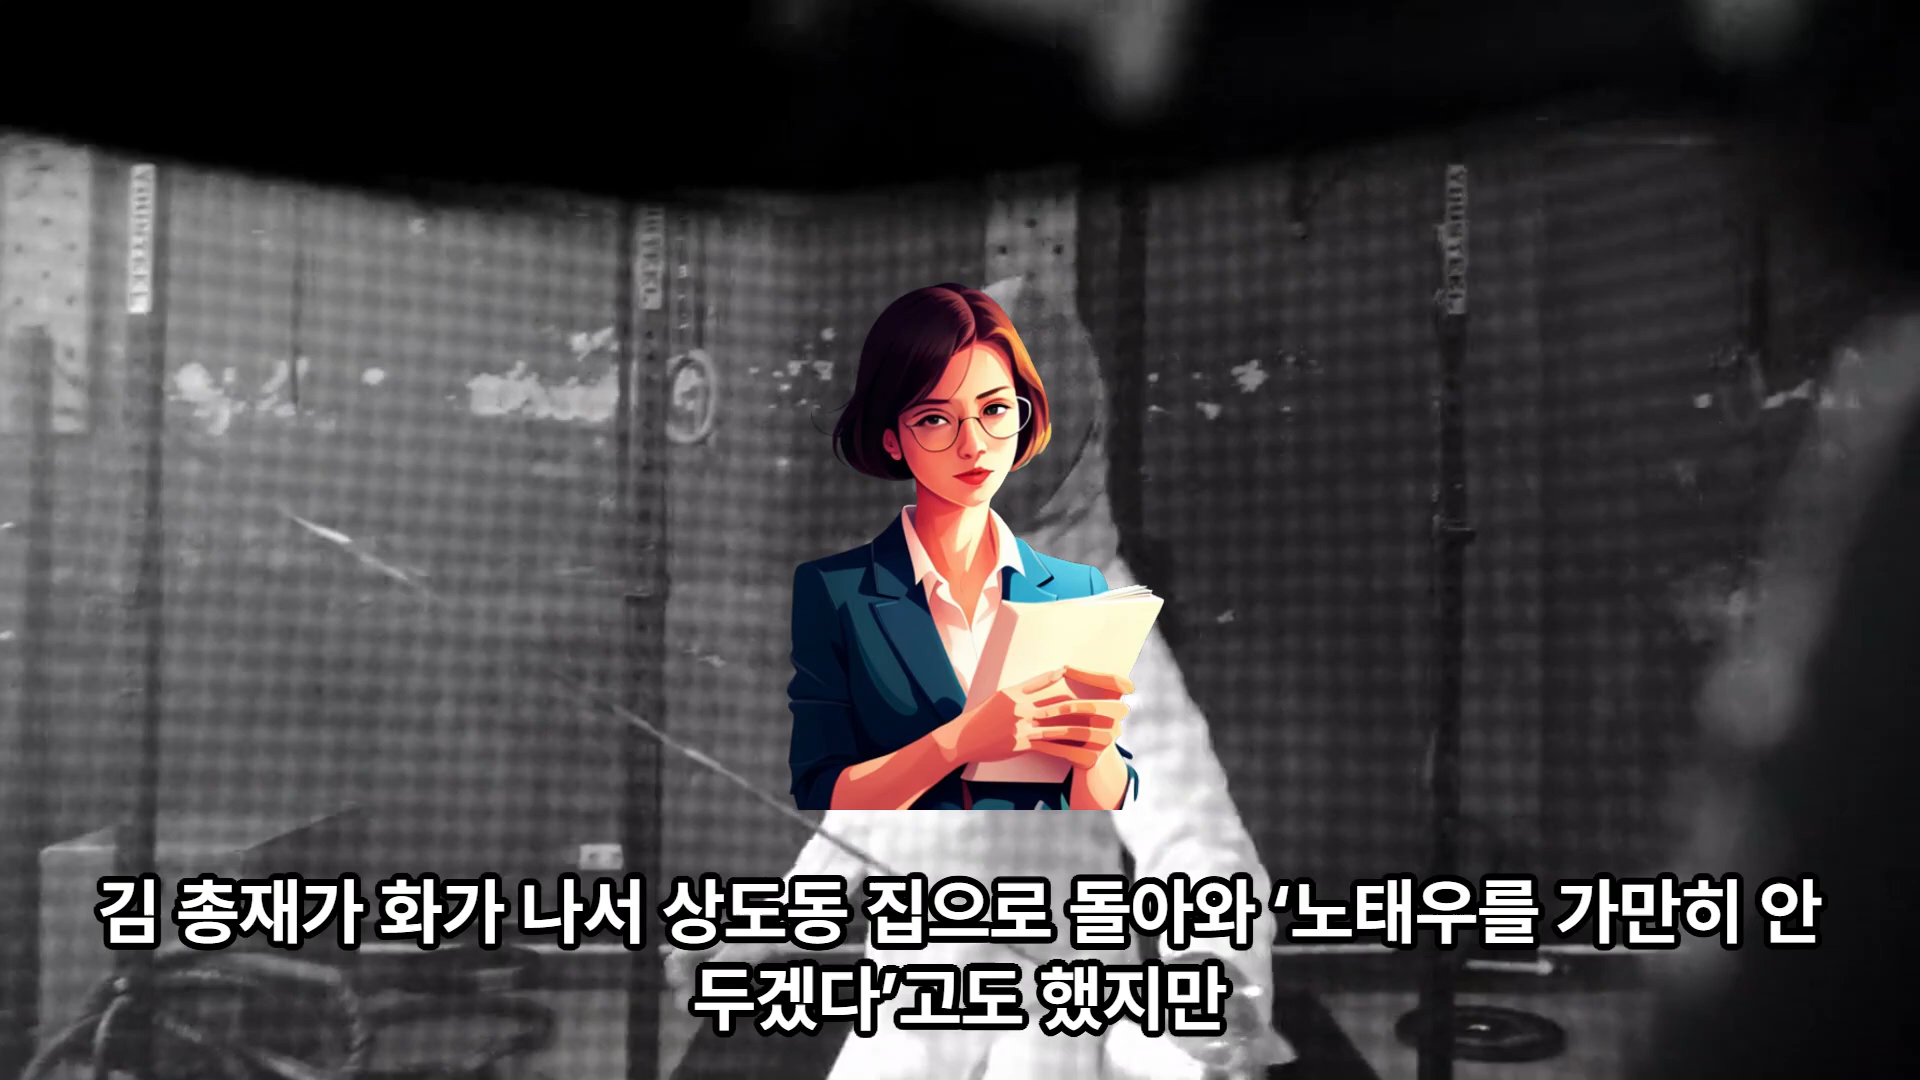 김 총재가 화가 나서 상도동 집으로 돌아와 ‘노태우를 가만히 안
두겠다’고도 했지만